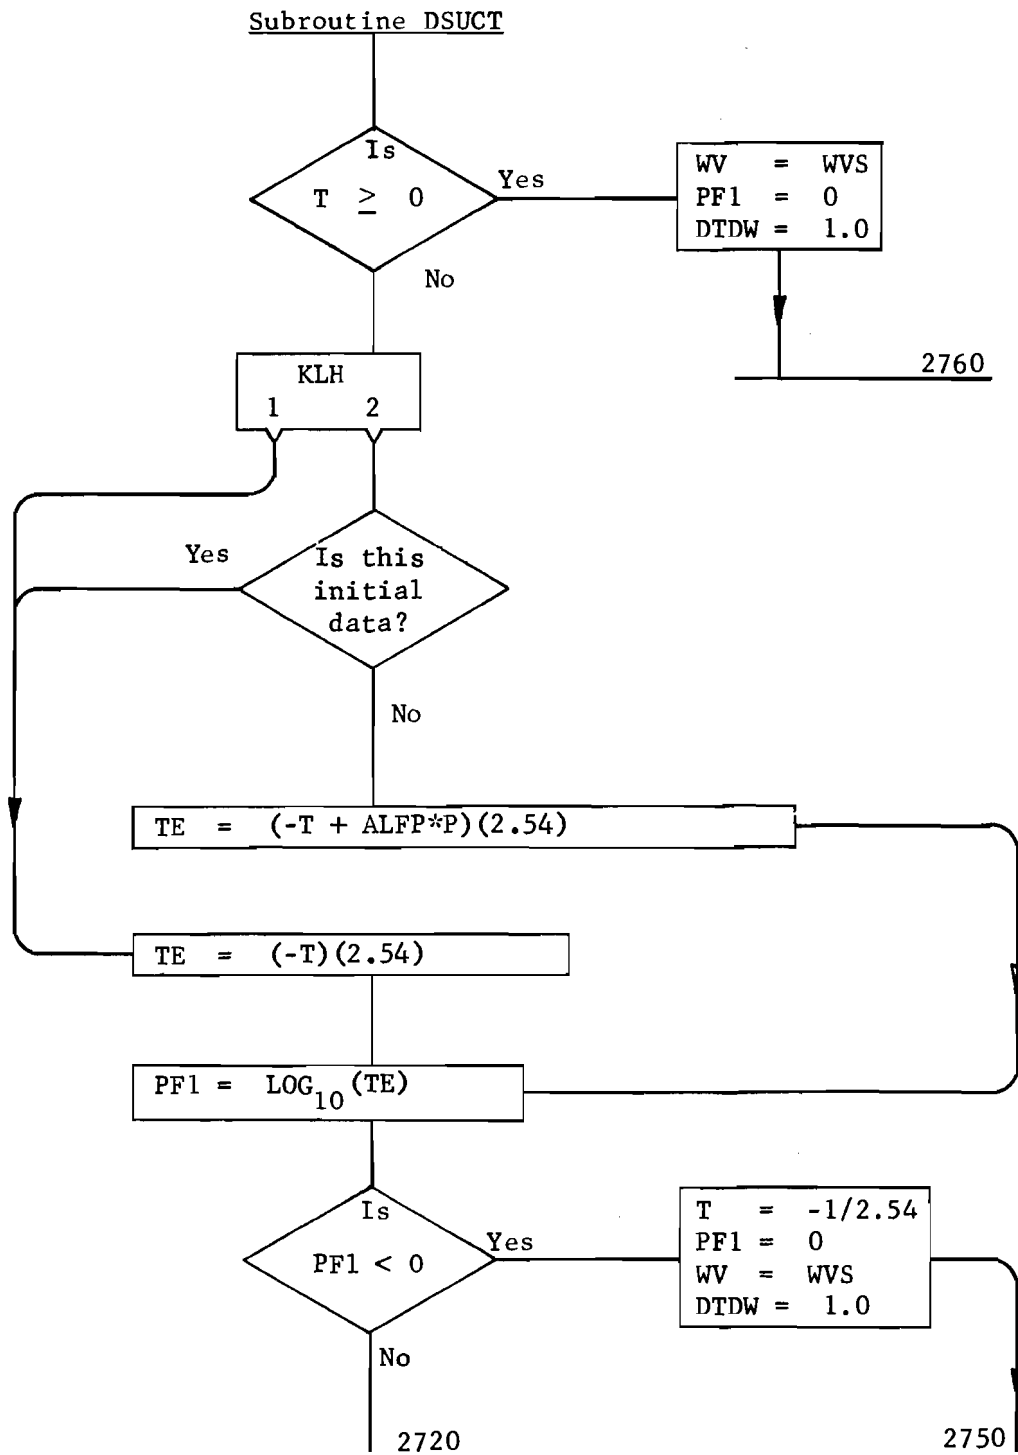 Subroutine DSUCT
Is
T ≥ 0
Yes
No
WV = WVS
PF1 = 0
DTDW = 1.0
2760
KLH
1 2
Yes
Is this
initial
data?
No
TE = (-T + ALFP*P)(2.54)
TE = (-T)(2.54)
PF1 = LOG10(TE)
Is
PF1 < 0
Yes
No
T = -1/2.54
PF1 = 0
WV = WVS
DTDW = 1.0
2720
2750